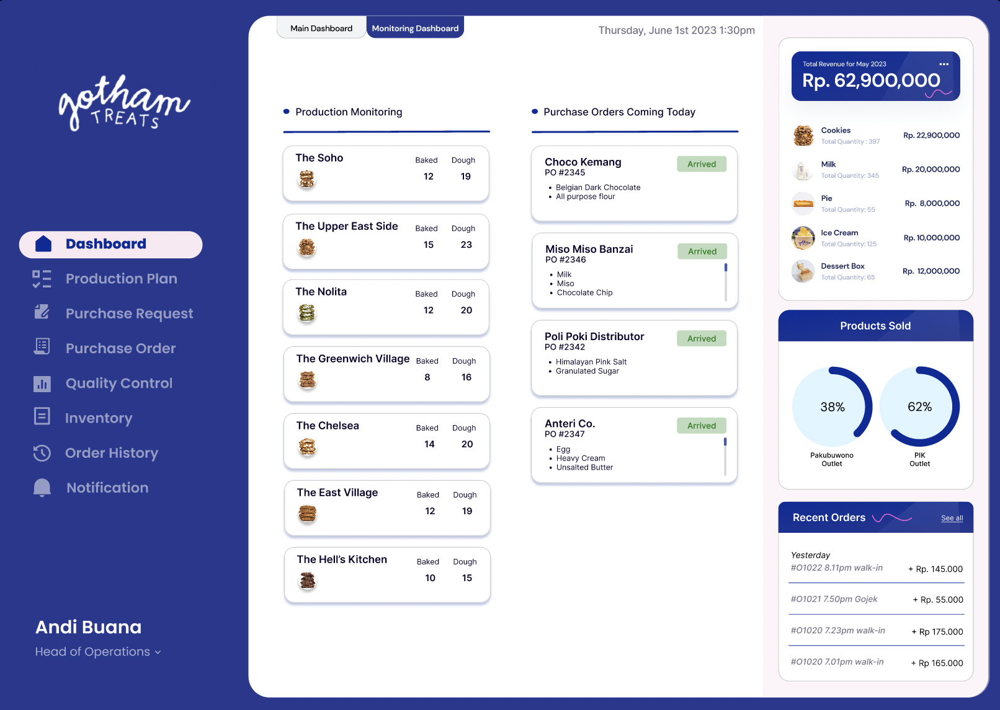 gotham
TREATS
Dashboard
Production Plan
Purchase Request
Purchase Order
Quality Control
Inventory
Order History
Notification
Andi Buana
Head of Operations
Main Dashboard
Monitoring Dashboard
Thursday, June 1st 2023 1:30pm
Production Monitoring
The Soho
Baked Dough
12 19
The Upper East Side
Baked Dough
15 23
The Nolita
Baked Dough
12 20
The Greenwich Village
Baked Dough
8 16
The Chelsea
Baked Dough
14 20
The East Village
Baked Dough
12 19
The Hell's Kitchen
Baked Dough
10 15
Purchase Orders Coming Today
Choco Kemang
Arrived
PO #2345
• Belgian Dark Chocolate
• All purpose flour
Miso Miso Banzai
Arrived
PO #2346
• Milk
• Miso
• Chocolate Chip
Poli Poki Distributor
Arrived
PO #2342
• Himalayan Pink Salt
• Granulated Sugar
Anteri Co.
Arrived
PO #2347
• Egg
• Heavy Cream
• Unsalted Butter
Total Revenue for May 2023
Rp. 62,900,000
Cookies
Total Quantity : 397
Rp. 22,900,000
Milk
Total Quantity: 345
Rp. 20,000,000
Pie
Total Quantity: 55
Rp. 8,000,000
Ice Cream
Total Quantity: 125
Rp. 10,000,000
Dessert Box
Total Quantity: 65
Rp. 12,000,000
Products Sold
38%
Pakubuwono
Outlet
62%
PIK
Outlet
Recent Orders
See all
Yesterday
#O1022 8.11pm walk-in + Rp. 145.000
#O1021 7.50pm Gojek + Rp. 55.000
#O1020 7.23pm walk-in + Rp 175.000
#O1020 7.01pm walk-in + Rp 165.000